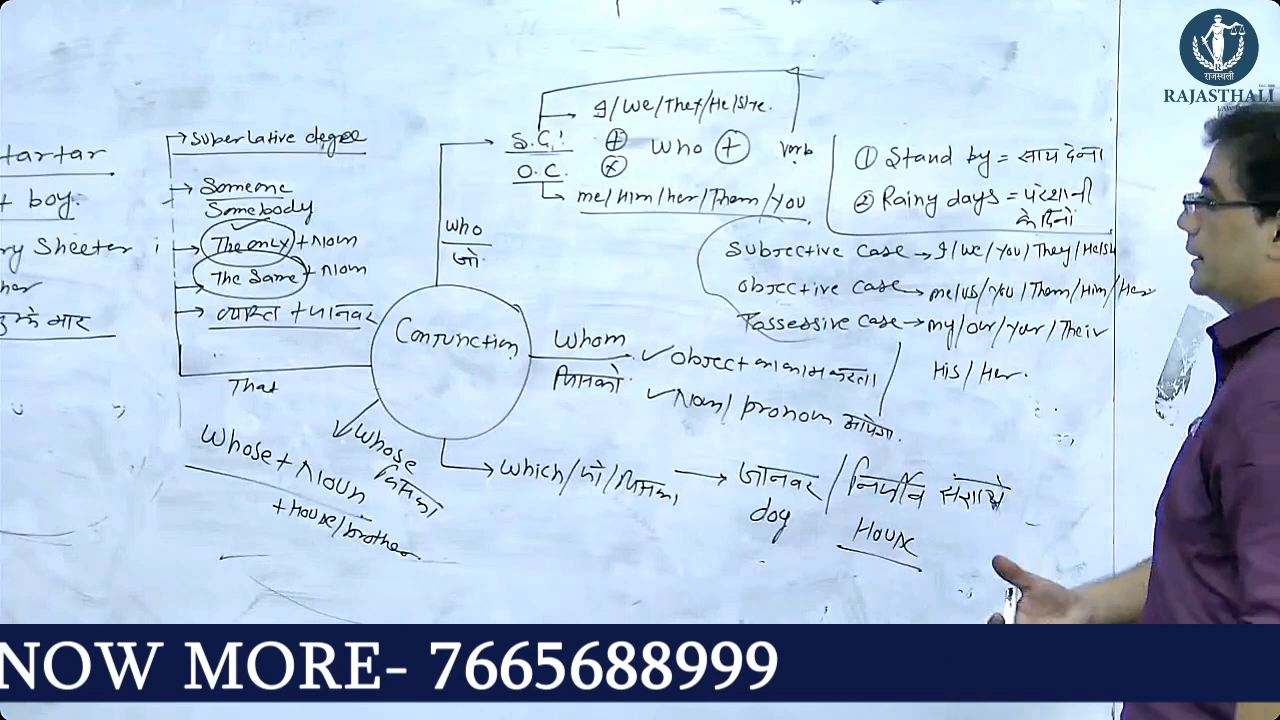 tartar
+ boy.
ry Sheeter
her
superlative degree
Someone
Somebody
The only + Noun
The Same + Noun
व्यक्ति + जानवर
That
who
जो
S.C.
O.C.
I/We/They/He/She.
who + verb
me/Him/her/Them/You
① Stand by = साथ देना
② Rainy days = परेशानी
के दिनों
Subjective case → I/We/You/They/He/Sh
objective case → me/us/you/Them/Him/Her
Possessive case → my/our/your/Their
His/Her.
Conjunction
Whom
जिसको
✓ object का काम करता
✓ Noun/pronoun
whose
जिसका
Whose + Noun
+ House/brother
which/जो/जिसका → जानवर / निर्जीव संज्ञाये
dog
House
राजस्थली
RAJASTHALI
NOW MORE- 7665688999